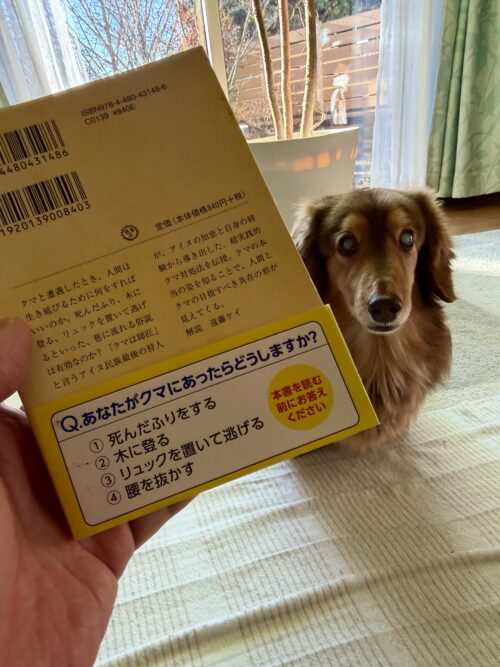 ISBN978-4-480-43148-6
C0139 ¥840E
4480431486
1920139008403
定価(本体価格840円+税)
クマと遭遇したとき、人間は
生き延びるために何をすれば
いいのか。死んだふり、木に
登る、リュックを置いて逃げ
るといった、巷に流れる俗説
は有効なのか?「クマは師匠」
と言うアイヌ民族最後の狩人
が、アイヌの知恵と自身の経
験から導き出した、超実践的
クマ対処法を伝授。クマの本
当の姿を知ることで、人間と
クマの目指すべき共存の形が
見えてくる。
解説 遠藤ケイ
Q.あなたがクマにあったらどうしますか?
① 死んだふりをする
② 木に登る
③ リュックを置いて逃げる
④ 腰を抜かす
本書を読む
前にお答え
ください